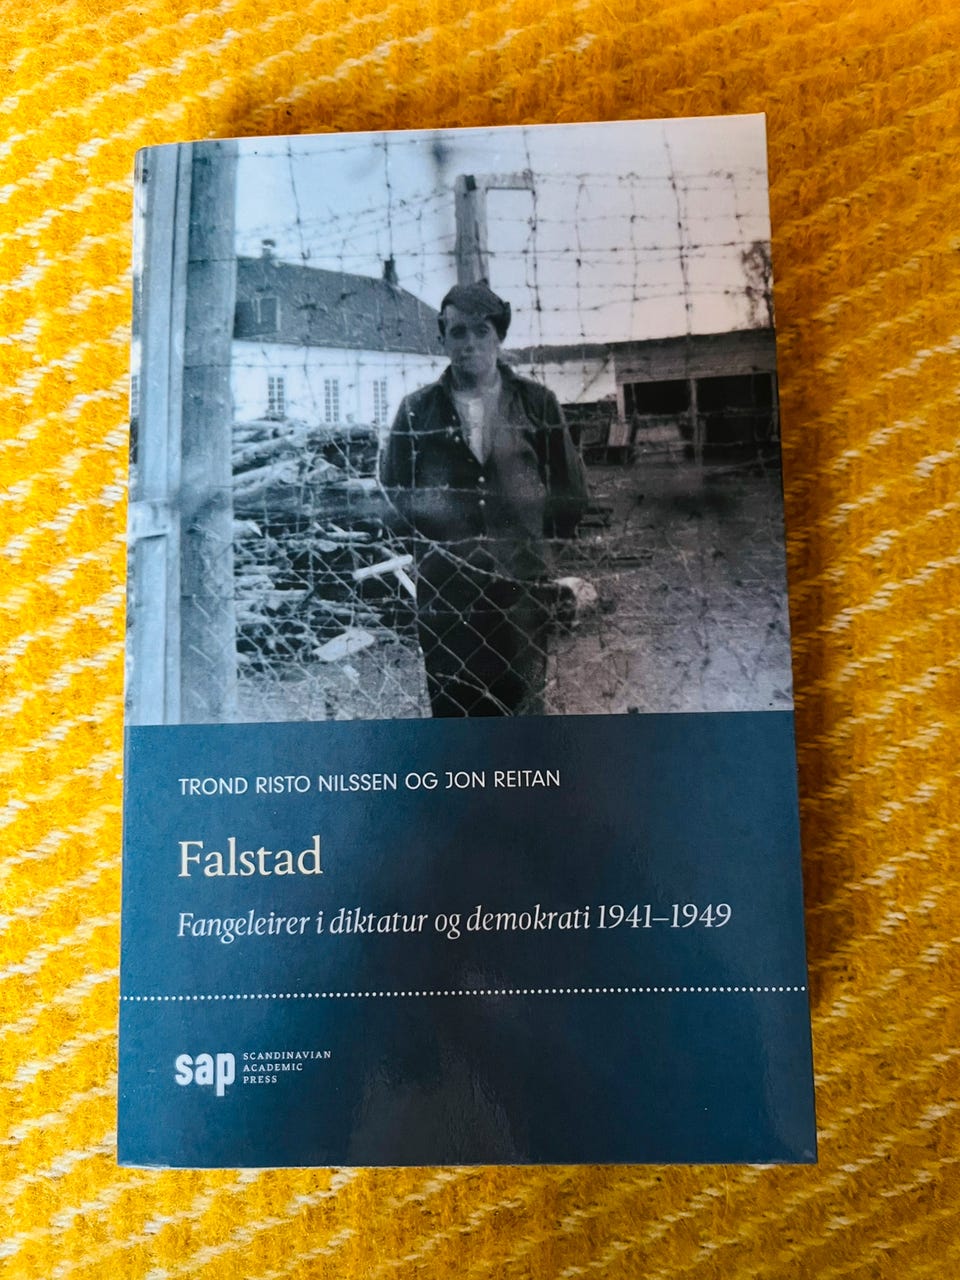 TROND RISTO NILSSEN OG JON REITAN
Falstad
Fangeleirer i diktatur og demokrati 1941–1949
sap
SCANDINAVIAN
ACADEMIC
PRESS